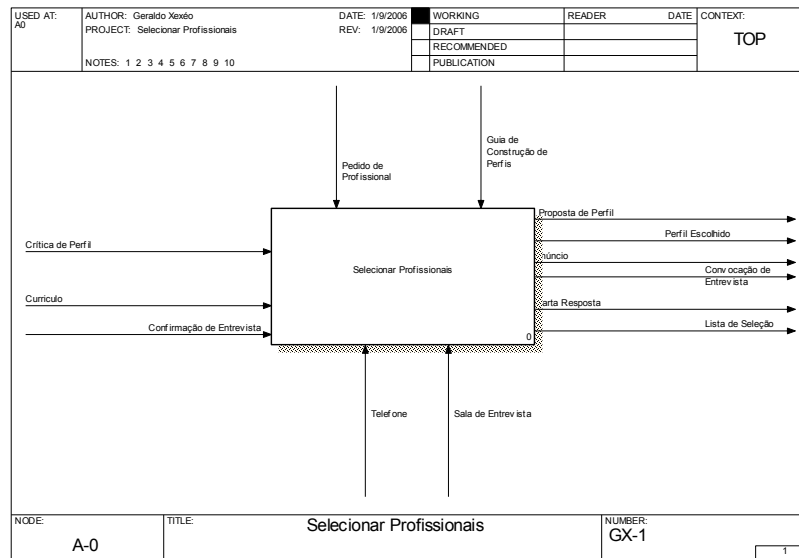 USED AT:
A0
AUTHOR: Geraldo Xexéo
PROJECT: Selecionar Profissionais
NOTES: 1 2 3 4 5 6 7 8 9 10
DATE: 1/9/2006
REV: 1/9/2006
WORKING
DRAFT
RECOMMENDED
PUBLICATION
READER
DATE
CONTEXT:
TOP
Pedido de
Profissional
Guia de
Construção de
Perfis
Crítica de Perfil
Curriculo
Confirmação de Entrevista
Selecionar Profissionais
0
Proposta de Perfil
Perfil Escolhido
núncio
Convocação de
Entrevista
arta Resposta
Lista de Seleção
Telefone
Sala de Entrevista
NODE:
A-0
TITLE:
Selecionar Profissionais
NUMBER:
GX-1
1